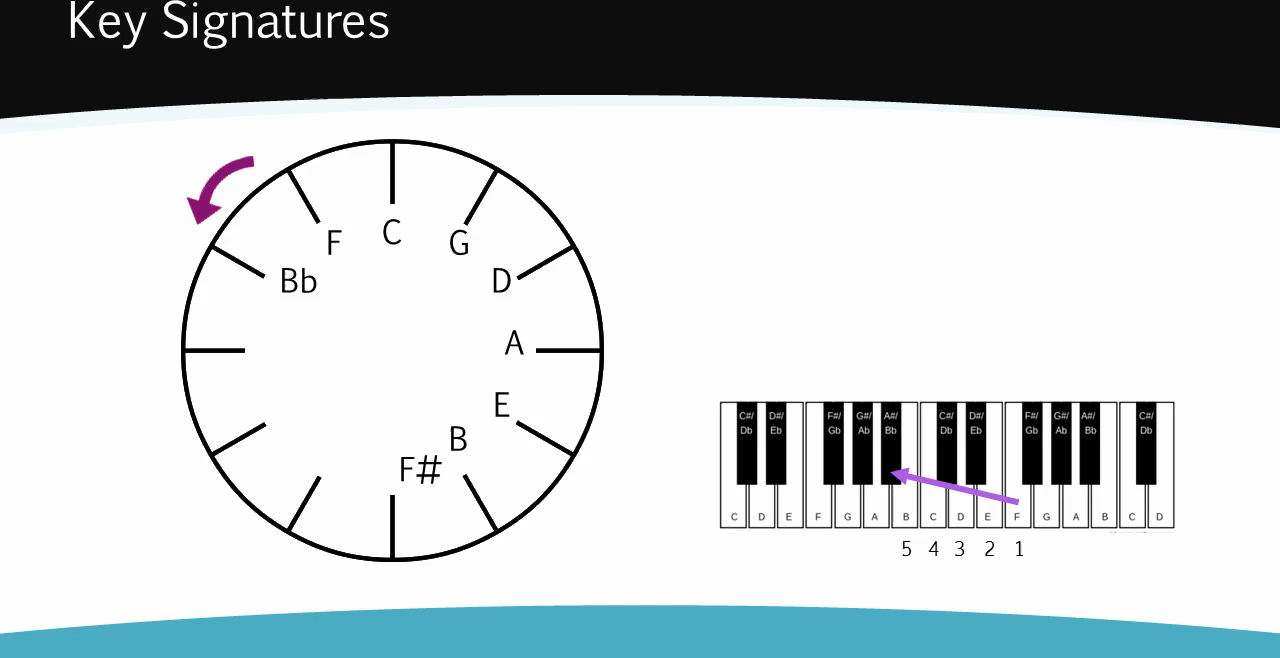 Key Signatures
C
F G
Bb D
A
E
B
F#
C#/ D#/ F#/ G#/ A#/ C#/ D#/ F#/ G#/ A#/ C#/
Db Eb Gb Ab Bb Db Eb Gb Ab Bb Db
C D E F G A B C D E F G A B C D
5 4 3 2 1